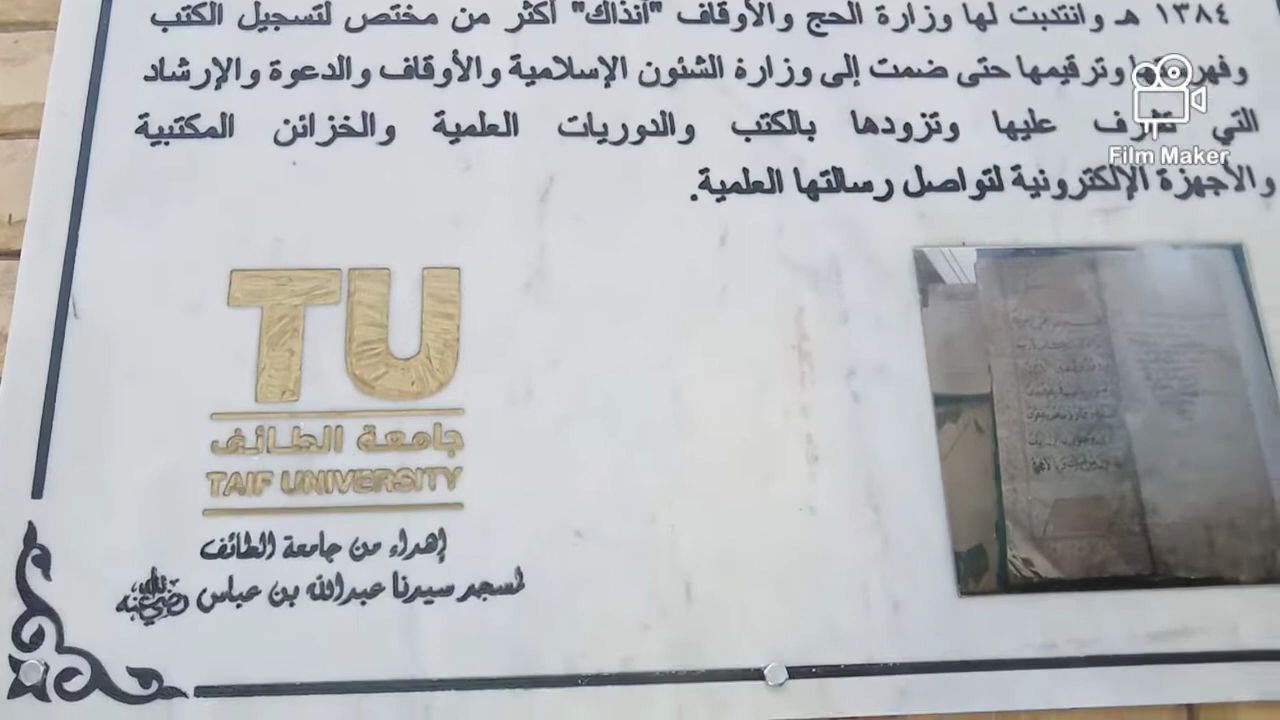 ١٣٨٤ هـ وانتدبت لها وزارة الحج والأوقاف "آنذاك" أكثر من مختص لتسجيل الكتب
وترقيمها حتى ضمت إلى وزارة الشئون الإسلامية والأوقاف والدعوة والإرشاد
التي تشرف عليها وتزودها بالكتب والدوريات العلمية والخزائن المكتبية
والأجهزة الإلكترونية لتواصل رسالتها العلمية.
Film Maker
TU
جامعة الطائف
TAIF UNIVERSITY
إهداء من جامعة الطائف
لمسجد سيدنا عبدالله بن عباس رضي الله عنه